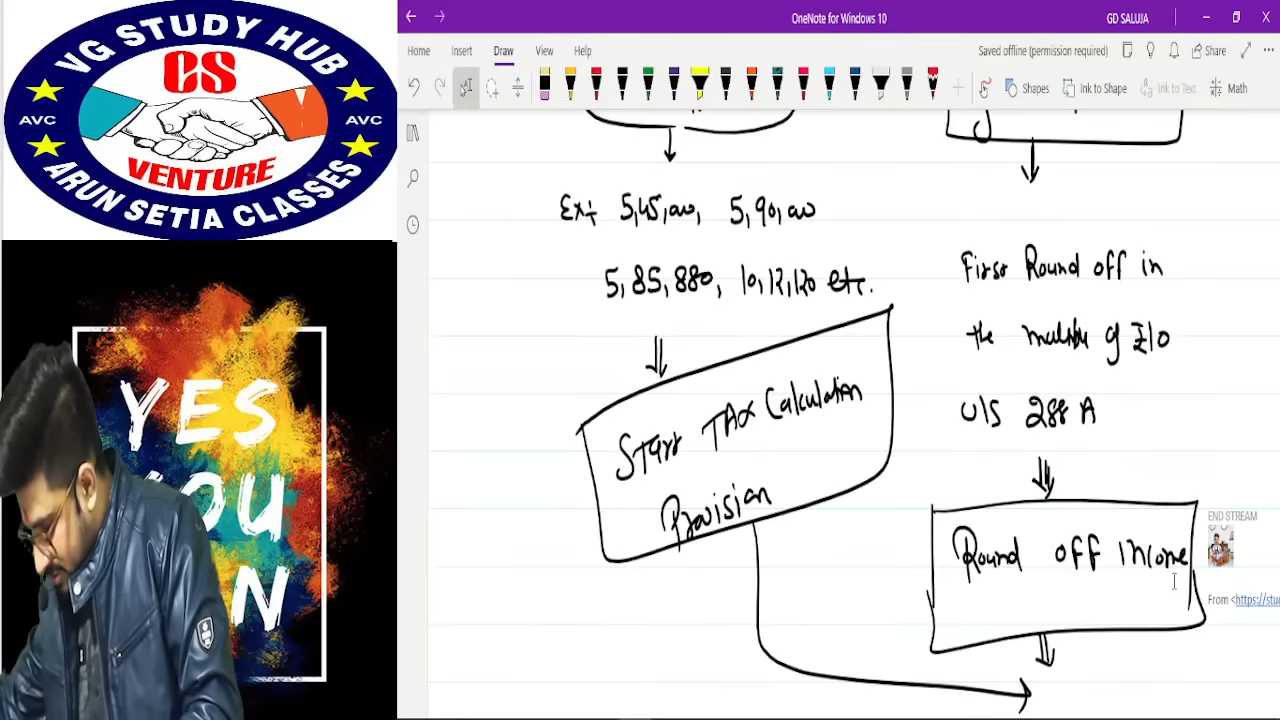 VG STUDY HUB
CS
AVC
AVC
VENTURE
ARUN SETIA CLASSES
YES
YOU
N
OneNote for Windows 10
GD SALUJA
Home
Insert
Draw
View
Help
Saved offline (permission required)
Share
Shapes
Ink to Shape
Ink to Text
Math
Ex:- 5,45,000, 5,90,000
5,85,880, 10,12,120 etc.
Start TAX Calculation
Provision
First Round off in
the multiple of ₹10
U/S 288 A
Round off Income
END STREAM
From <https://stu